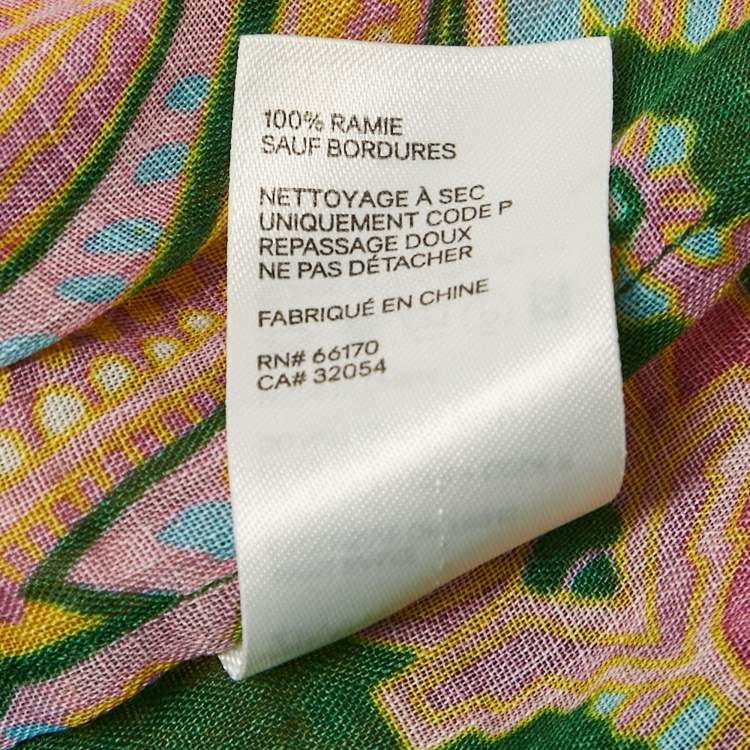 100% RAMIE
SAUF BORDURES
NETTOYAGE À SEC
UNIQUEMENT CODE P
REPASSAGE DOUX
NE PAS DÉTACHER
FABRIQUÉ EN CHINE
RN# 66170
CA# 32054